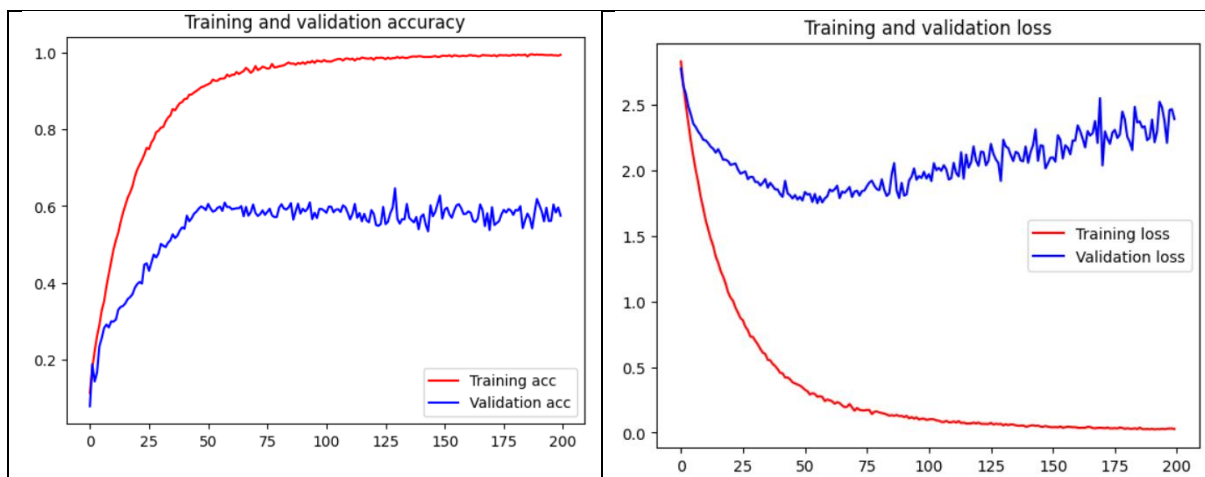 Training and validation accuracy
1.0
0.8
0.6
0.4
0.2
Training acc
Validation acc
0 25 50 75 100 125 150 175 200
Training and validation loss
2.5
2.0
1.5
1.0
0.5
0.0
Training loss
Validation loss
0 25 50 75 100 125 150 175 200